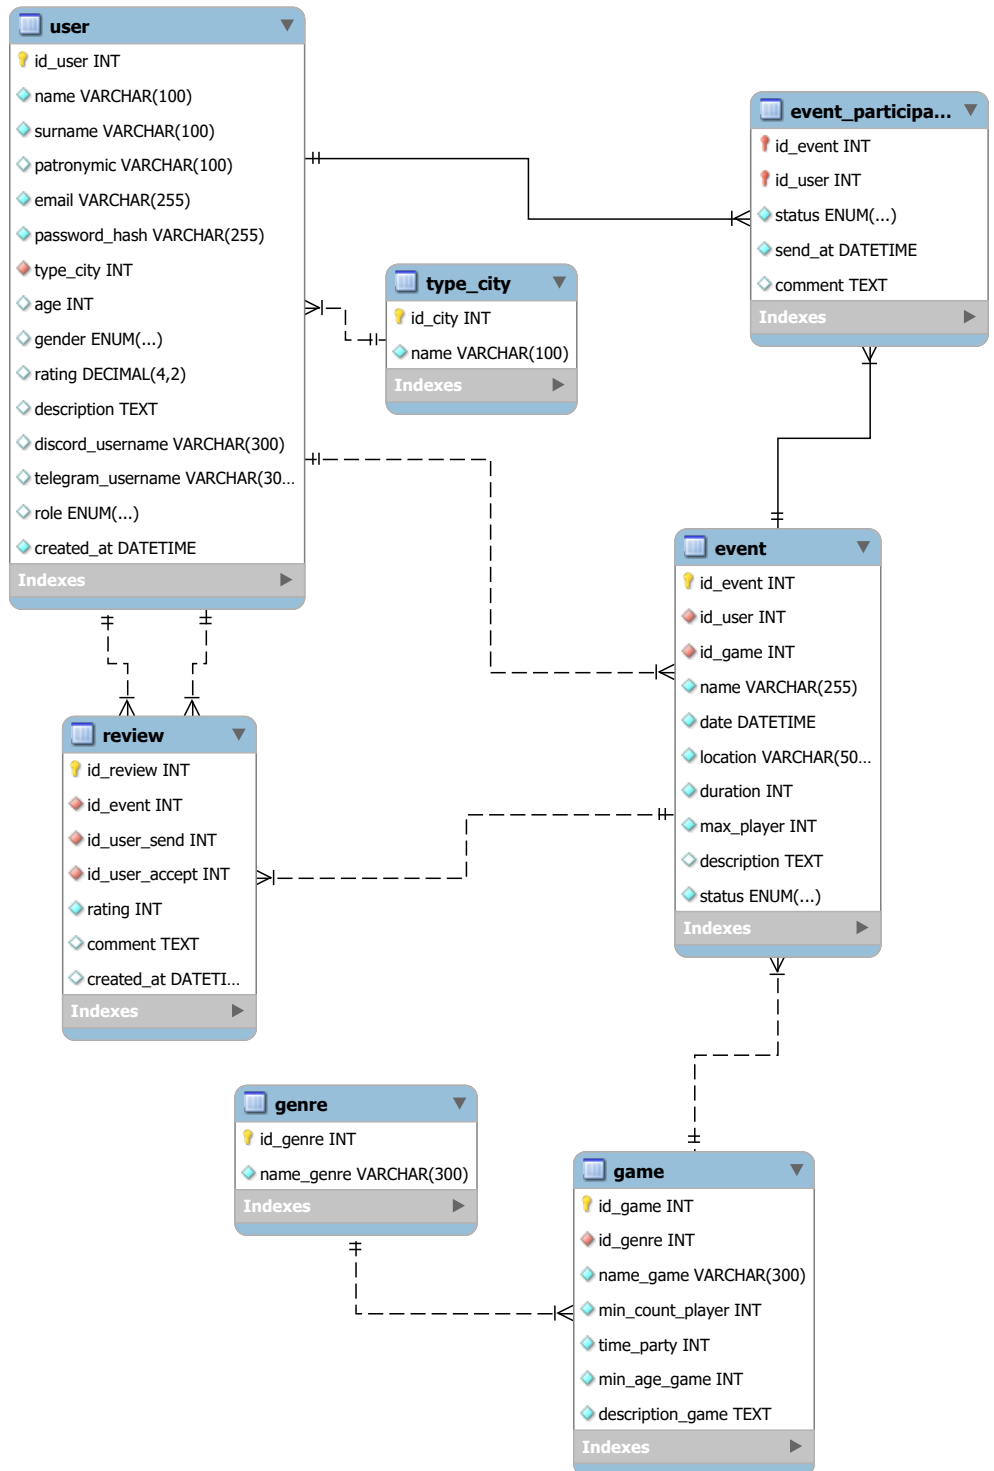 user
id_user INT
name VARCHAR(100)
surname VARCHAR(100)
patronymic VARCHAR(100)
email VARCHAR(255)
password_hash VARCHAR(255)
type_city INT
age INT
gender ENUM(...)
rating DECIMAL(4,2)
description TEXT
discord_username VARCHAR(300)
telegram_username VARCHAR(30...
role ENUM(...)
created_at DATETIME
Indexes
event_participa...
id_event INT
id_user INT
status ENUM(...)
send_at DATETIME
comment TEXT
Indexes
type_city
id_city INT
name VARCHAR(100)
Indexes
event
id_event INT
id_user INT
id_game INT
name VARCHAR(255)
date DATETIME
location VARCHAR(50...
duration INT
max_player INT
description TEXT
status ENUM(...)
Indexes
review
id_review INT
id_event INT
id_user_send INT
id_user_accept INT
rating INT
comment TEXT
created_at DATETI...
Indexes
genre
id_genre INT
name_genre VARCHAR(300)
Indexes
game
id_game INT
id_genre INT
name_game VARCHAR(300)
min_count_player INT
time_party INT
min_age_game INT
description_game TEXT
Indexes